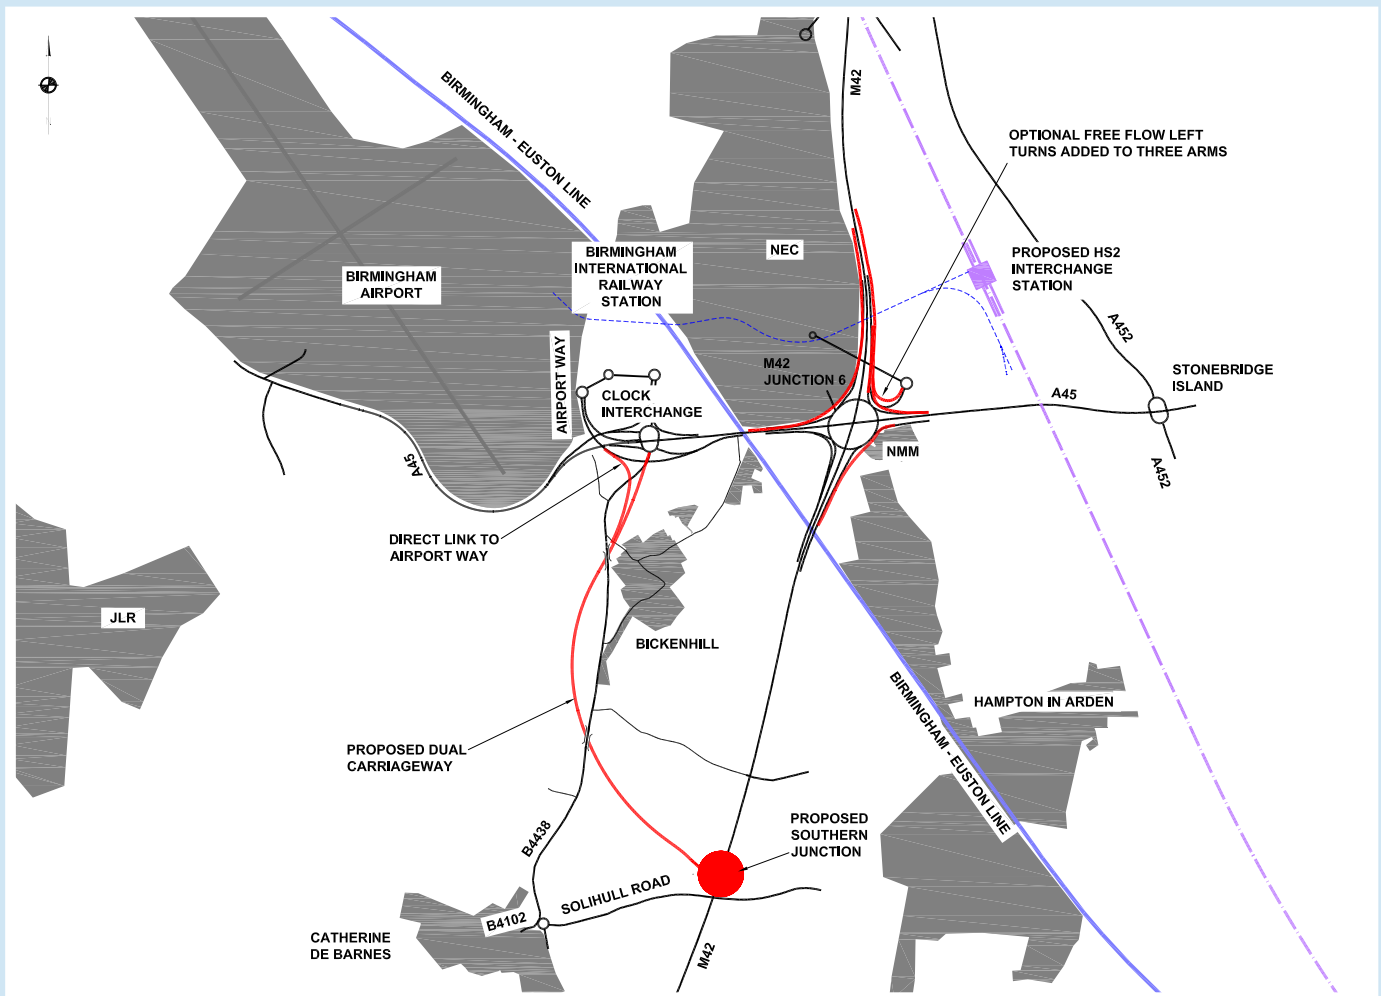 M42
BIRMINGHAM - EUSTON LINE
OPTIONAL FREE FLOW LEFT
TURNS ADDED TO THREE ARMS
NEC
BIRMINGHAM
INTERNATIONAL
RAILWAY
STATION
PROPOSED HS2
INTERCHANGE
STATION
BIRMINGHAM
AIRPORT
A452
AIRPORT WAY
M42
JUNCTION 6
STONEBRIDGE
ISLAND
CLOCK
INTERCHANGE
A45
NMM
A45
A452
DIRECT LINK TO
AIRPORT WAY
JLR
BICKENHILL
BIRMINGHAM - EUSTON LINE
HAMPTON IN ARDEN
PROPOSED DUAL
CARRIAGEWAY
PROPOSED
SOUTHERN
JUNCTION
B4438
SOLIHULL ROAD
B4102
CATHERINE
DE BARNES
M42